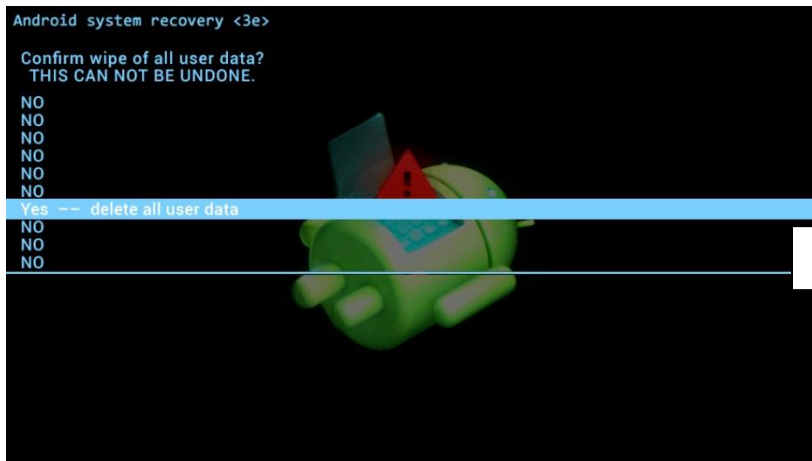 Android system recovery <3e>
Confirm wipe of all user data?
THIS CAN NOT BE UNDONE.
NO
NO
NO
NO
NO
NO
Yes -- delete all user data
NO
NO
NO